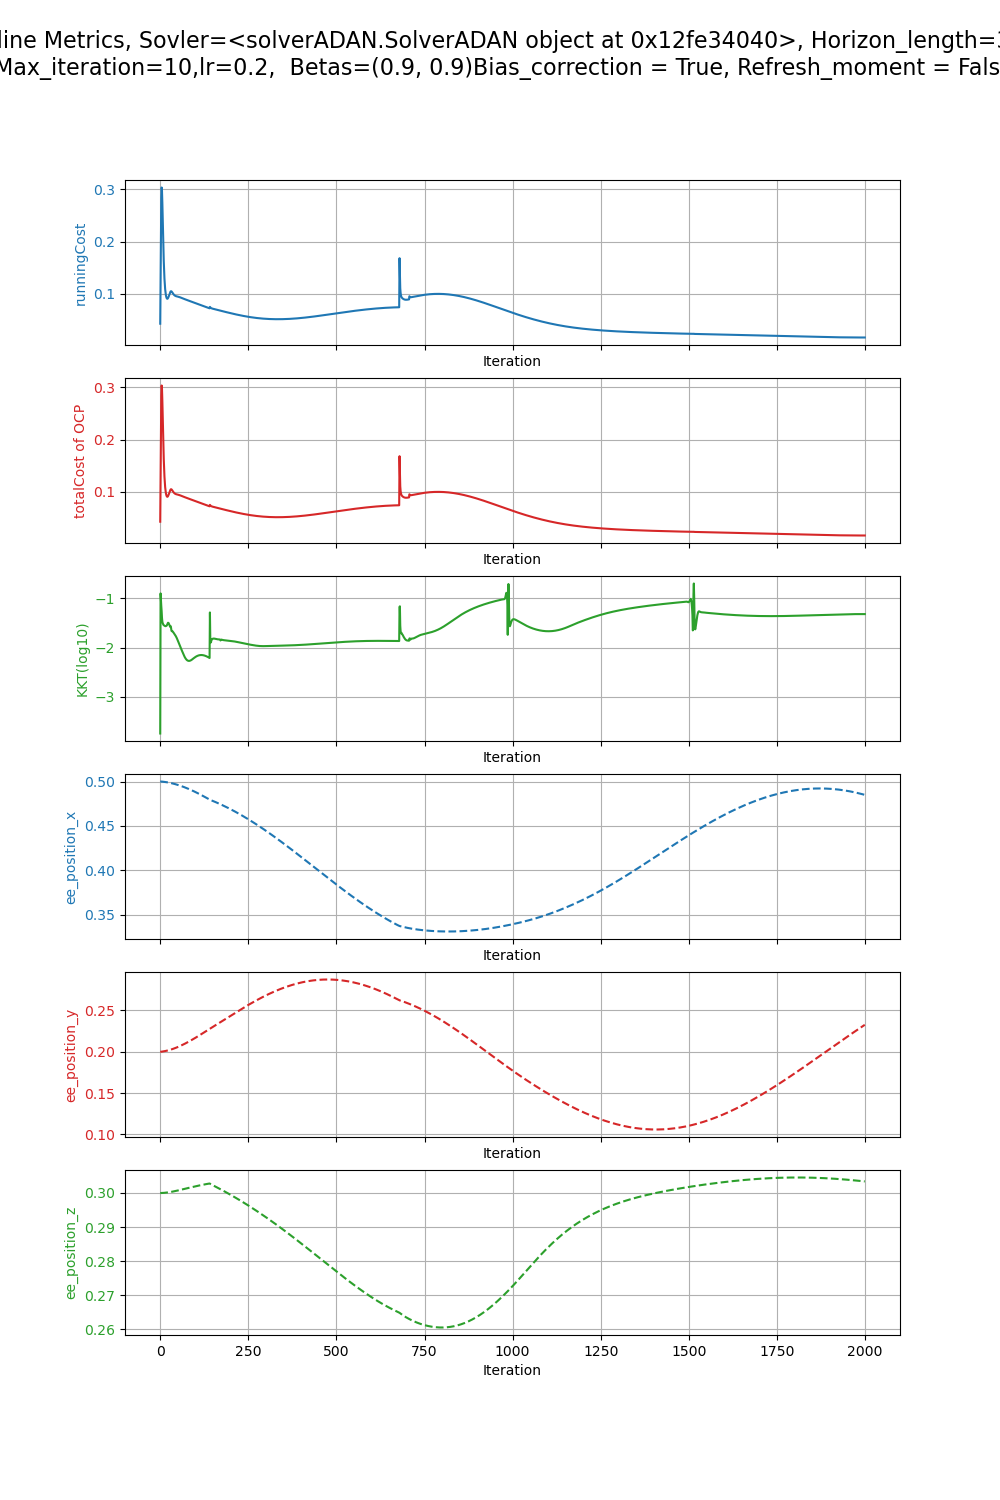 line Metrics, Sovler=<solverADAN.SolverADAN object at 0x12fe34040>, Horizon_length=
Max_iteration=10,lr=0.2,  Betas=(0.9, 0.9)Bias_correction = True, Refresh_moment = Fals
0.3
0.2
0.1
runningCost
Iteration
0.3
0.2
0.1
totalCost of OCP
Iteration
−1
−2
−3
KKT(log10)
Iteration
0.50
0.45
0.40
0.35
ee_position_x
Iteration
0.25
0.20
0.15
0.10
ee_position_y
Iteration
0.30
0.29
0.28
0.27
0.26
ee_position_z
0 250 500 750 1000 1250 1500 1750 2000
Iteration